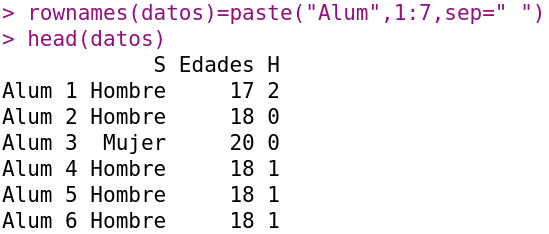 > rownames(datos)=paste("Alum",1:7,sep=" ")
> head(datos)
            S Edades H
Alum 1 Hombre     17 2
Alum 2 Hombre     18 0
Alum 3  Mujer     20 0
Alum 4 Hombre     18 1
Alum 5 Hombre     18 1
Alum 6 Hombre     18 1